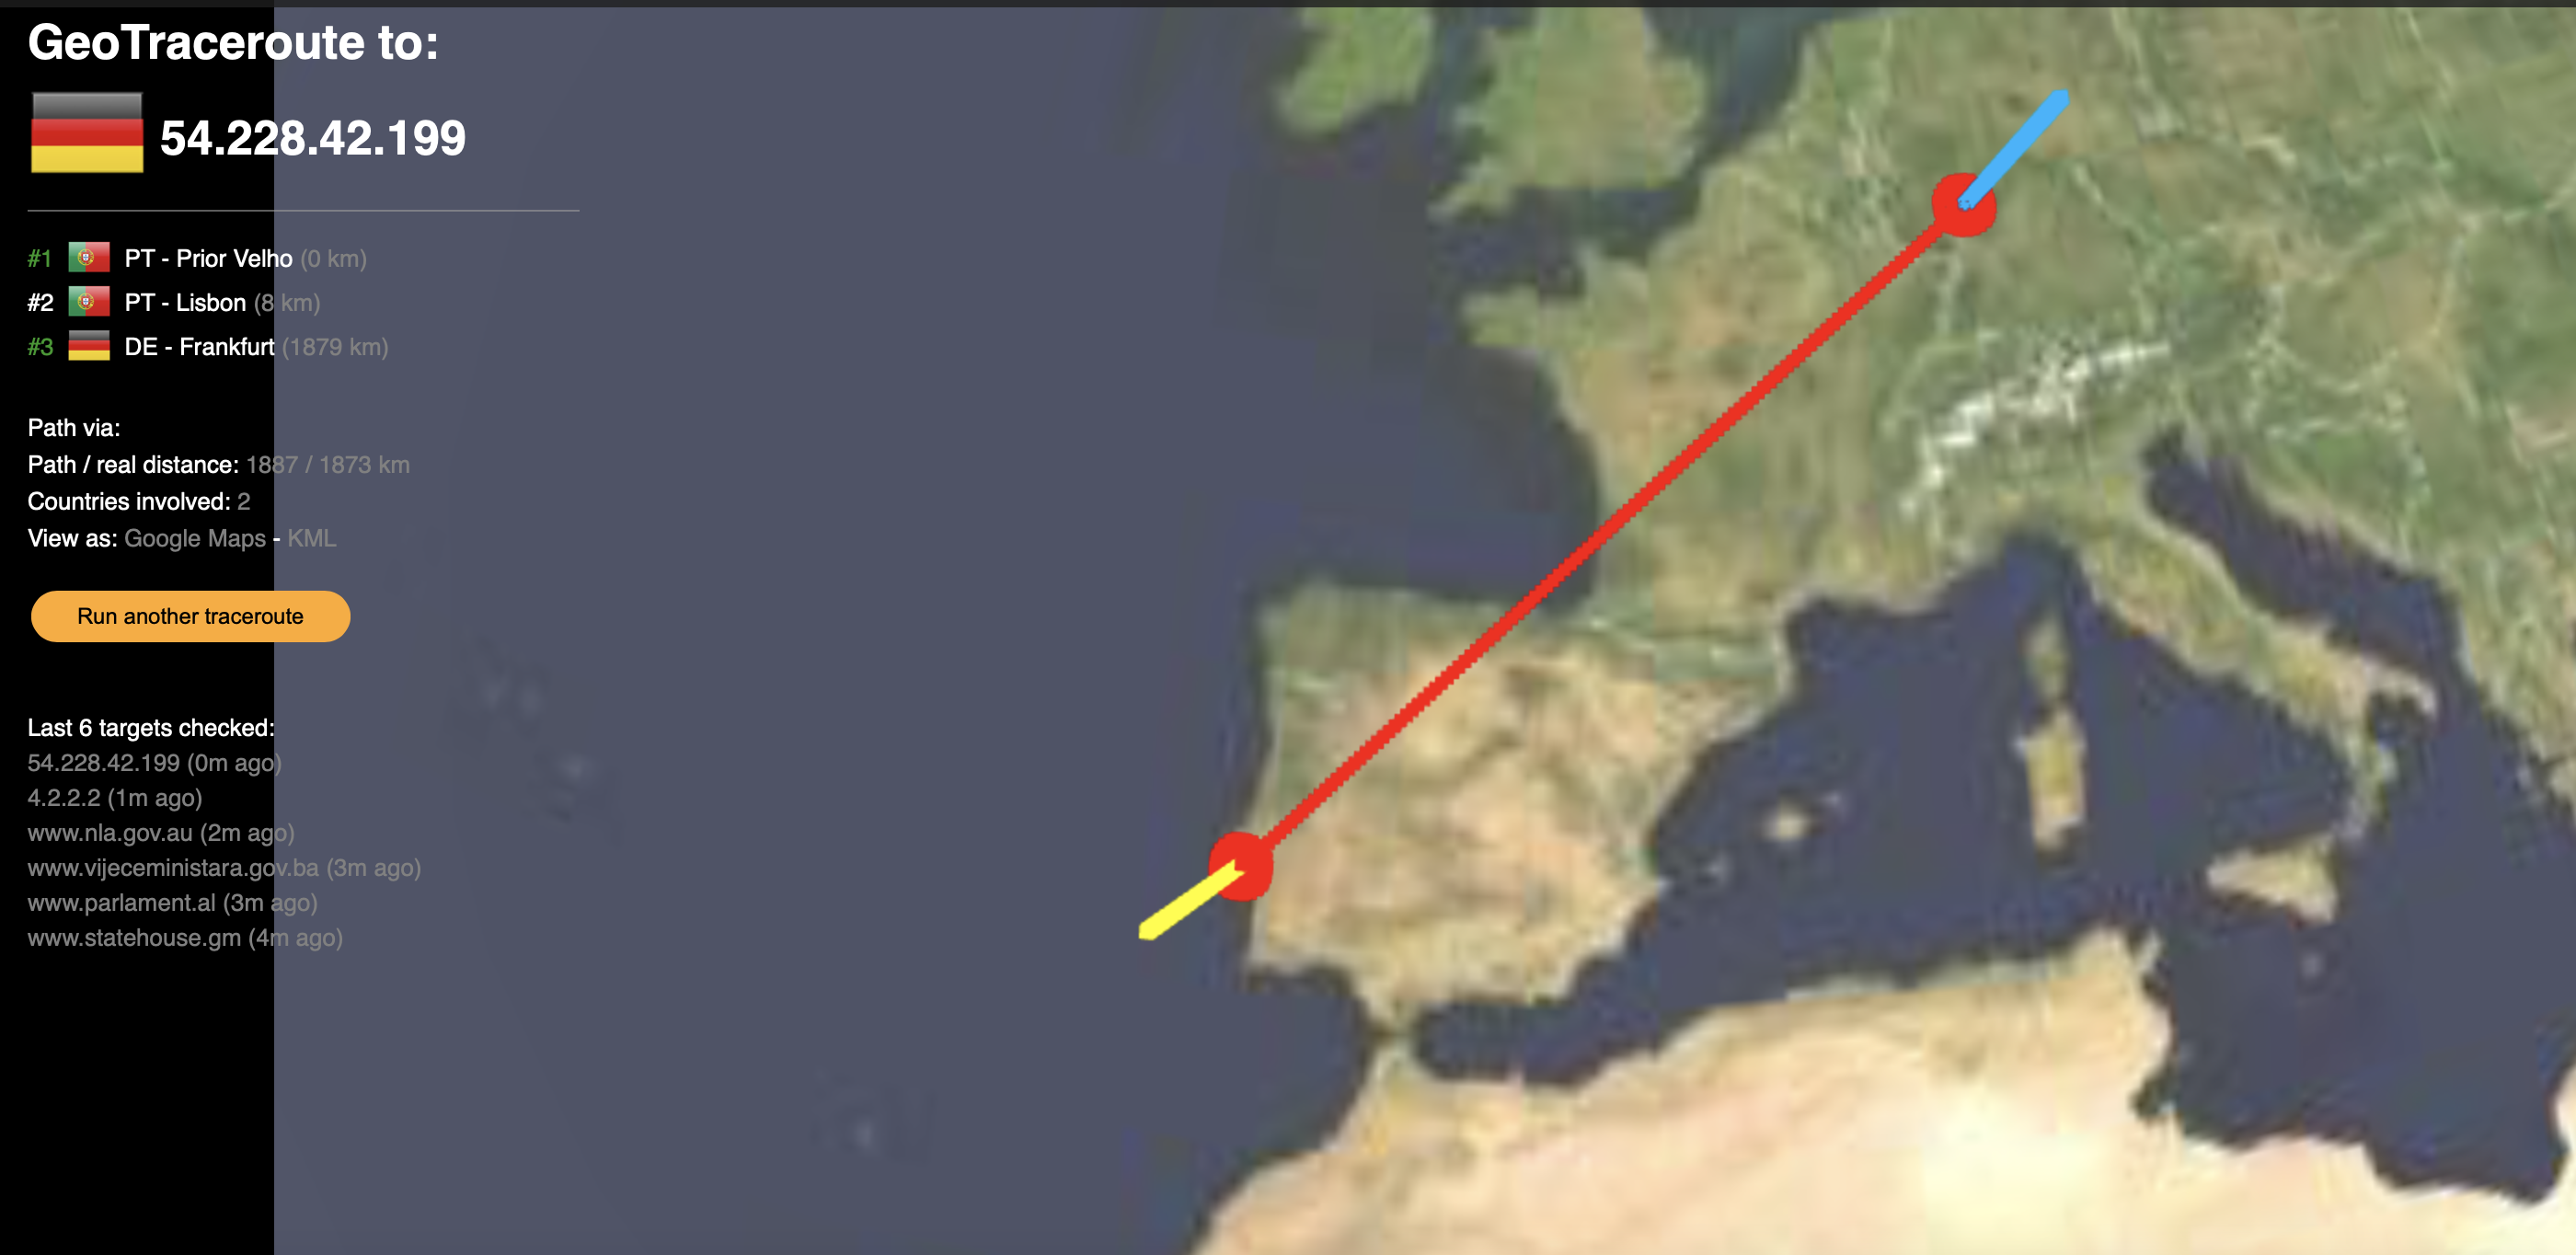 GeoTraceroute to:
54.228.42.199
#1 PT - Prior Velho (0 km)
#2 PT - Lisbon (8 km)
#3 DE - Frankfurt (1879 km)
Path via:
Path / real distance: 1887 / 1873 km
Countries involved: 2
View as: Google Maps - KML
Run another traceroute
Last 6 targets checked:
54.228.42.199 (0m ago)
4.2.2.2 (1m ago)
www.nla.gov.au (2m ago)
www.vijeceministara.gov.ba (3m ago)
www.parlament.al (3m ago)
www.statehouse.gm (4m ago)